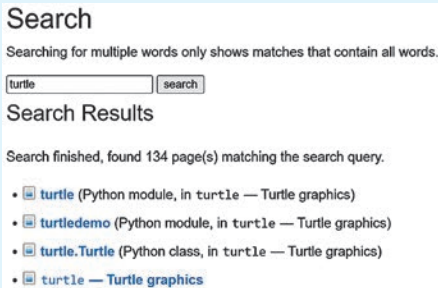 Search
Searching for multiple words only shows matches that contain all words.
turtle search
Search Results
Search finished, found 134 page(s) matching the search query.
• turtle (Python module, in turtle — Turtle graphics)
• turtledemo (Python module, in turtle — Turtle graphics)
• turtle.Turtle (Python class, in turtle — Turtle graphics)
• turtle — Turtle graphics